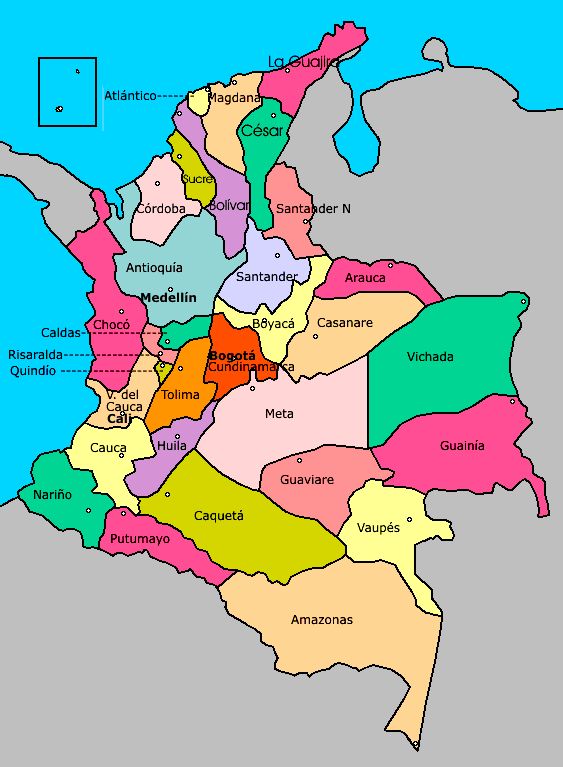 La Guajira
Atlántico
Magdana
César
Sucre
Bolívar
Córdoba
Santander N
Antioquía
Santander
Arauca
Medellín
Chocó
Caldas
Boyacá
Casanare
Risaralda
Bogotá
Vichada
Quindío
Cundinamarca
Tolima
V. del
Cauca
Cali
Meta
Cauca
Huila
Guainía
Guaviare
Nariño
Caquetá
Vaupés
Putumayo
Amazonas